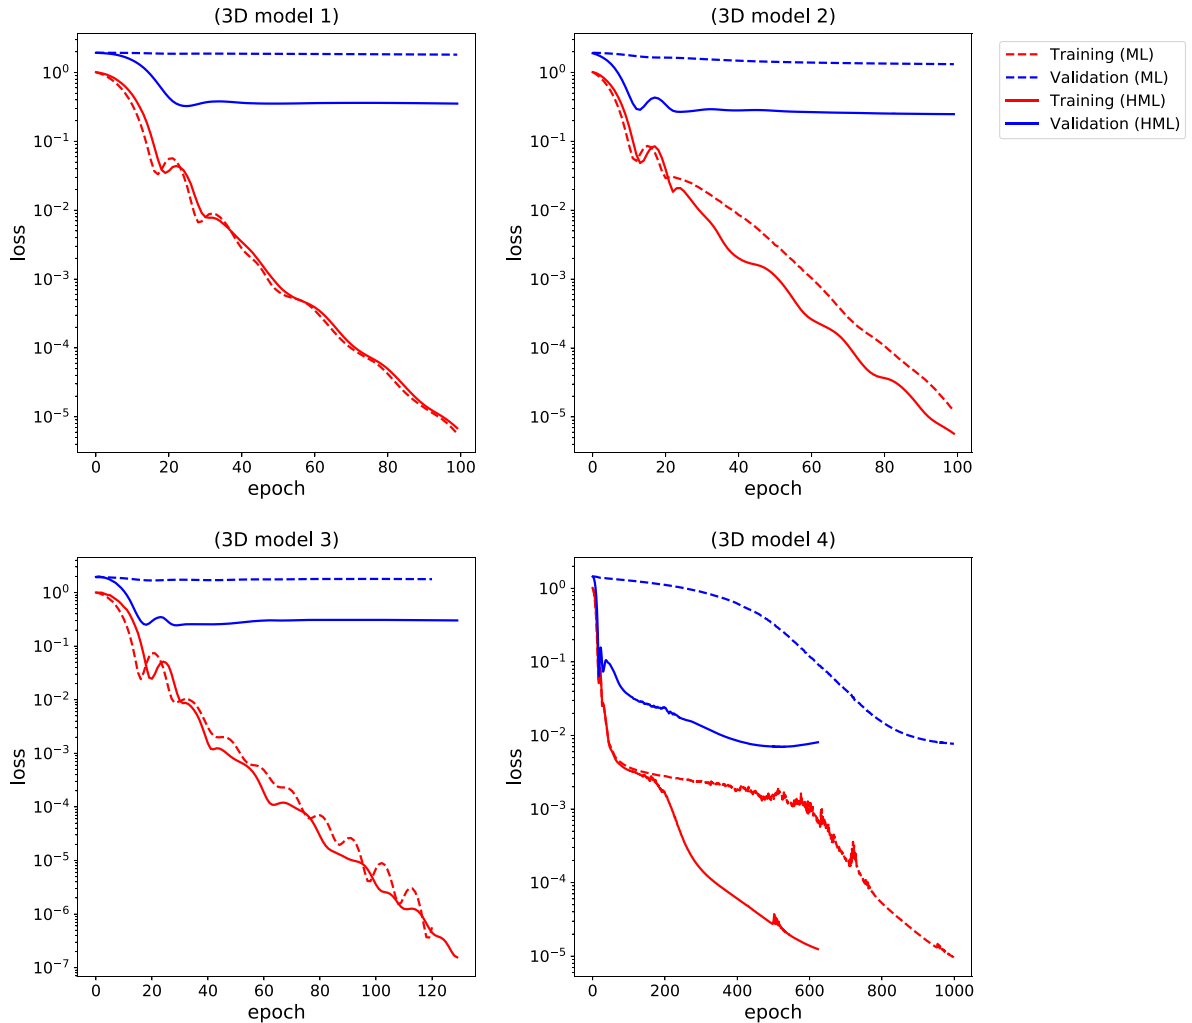 (3D model 1)
(3D model 2)
10^0
10^-1
10^-2
10^-3
10^-4
10^-5
loss
0 20 40 60 80 100
epoch
10^0
10^-1
10^-2
10^-3
10^-4
10^-5
loss
0 20 40 60 80 100
epoch
Training (ML)
Validation (ML)
Training (HML)
Validation (HML)
(3D model 3)
(3D model 4)
10^0
10^-1
10^-2
10^-3
10^-4
10^-5
10^-6
10^-7
loss
0 20 40 60 80 100 120
epoch
10^0
10^-1
10^-2
10^-3
10^-4
10^-5
loss
0 200 400 600 800 1000
epoch